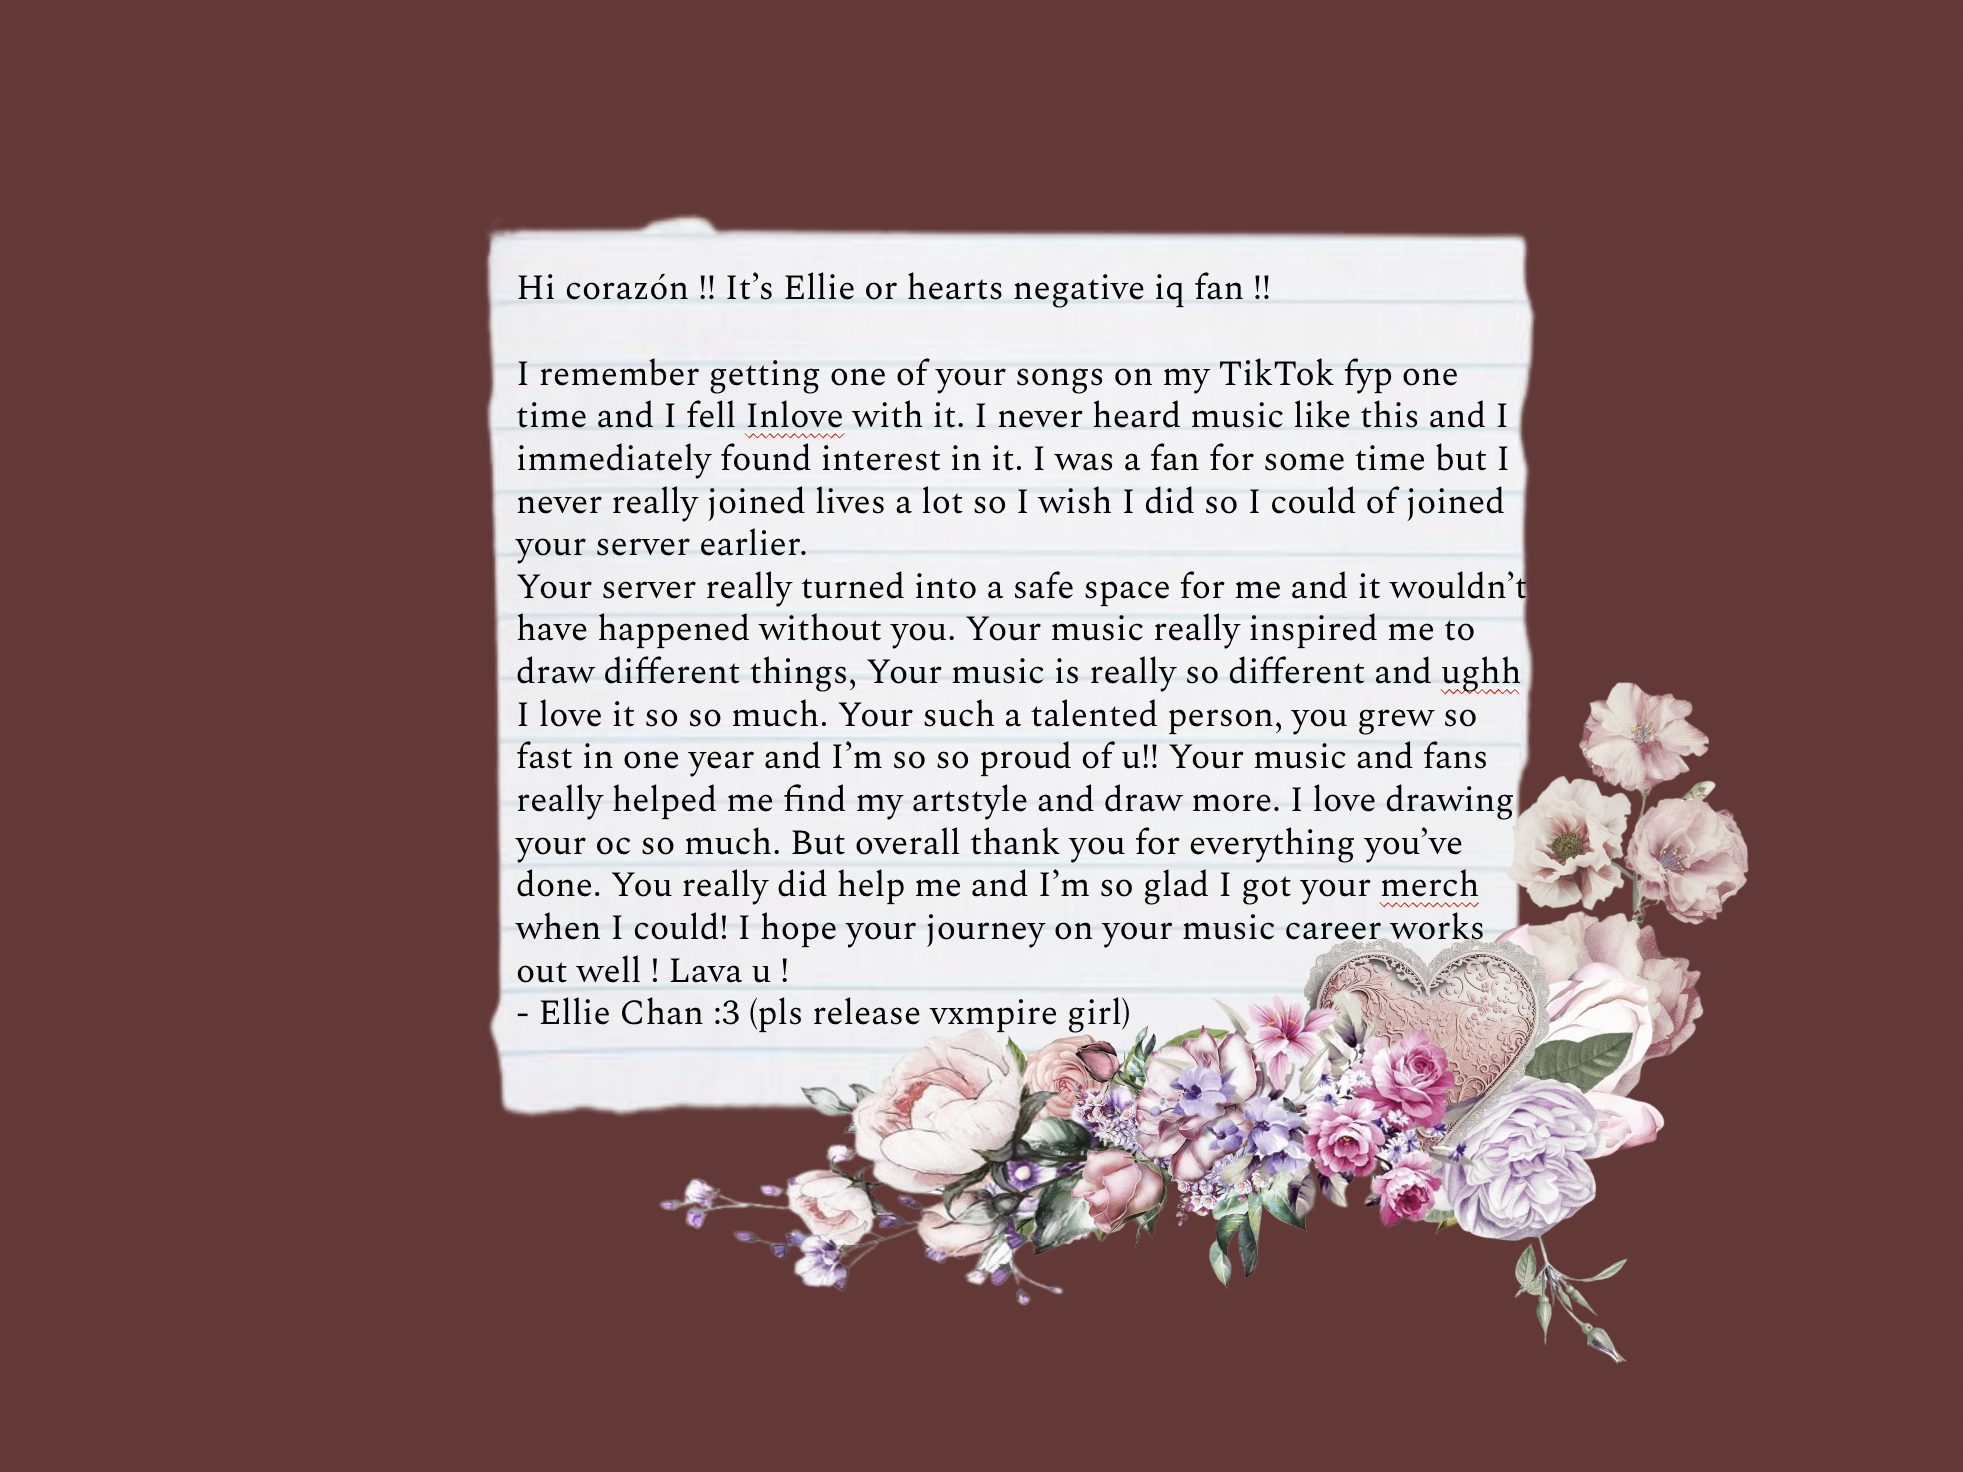 Hi corazón !! It’s Ellie or hearts negative iq fan !!
I remember getting one of your songs on my TikTok fyp one
time and I fell Inlove with it. I never heard music like this and I
immediately found interest in it. I was a fan for some time but I
never really joined lives a lot so I wish I did so I could of joined
your server earlier.
Your server really turned into a safe space for me and it wouldn’t
have happened without you. Your music really inspired me to
draw different things, Your music is really so different and ughh
I love it so so much. Your such a talented person, you grew so
fast in one year and I’m so so proud of u!! Your music and fans
really helped me find my artstyle and draw more. I love drawing
your oc so much. But overall thank you for everything you’ve
done. You really did help me and I’m so glad I got your merch
when I could! I hope your journey on your music career works
out well ! Lava u !
- Ellie Chan :3 (pls release vxmpire girl)